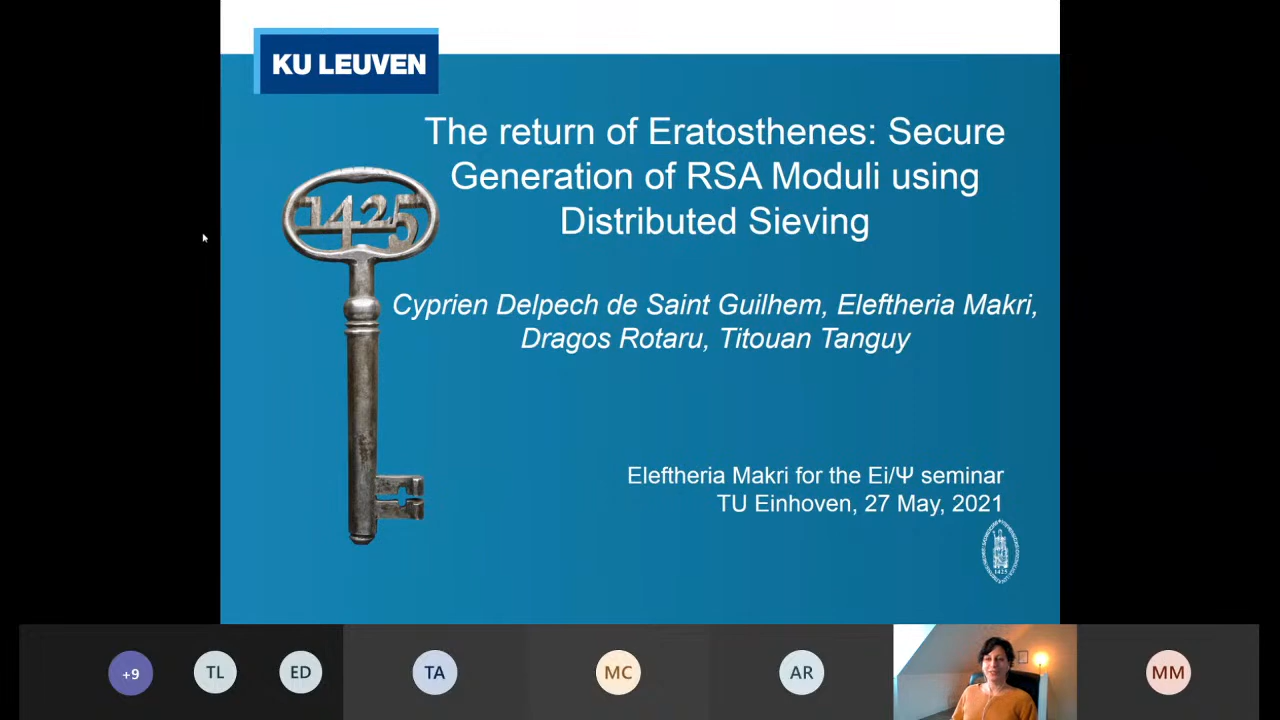 KU LEUVEN
The return of Eratosthenes: Secure
Generation of RSA Moduli using
Distributed Sieving
1425
Cyprien Delpech de Saint Guilhem, Eleftheria Makri,
Dragos Rotaru, Titouan Tanguy
Eleftheria Makri for the Ei/Ψ seminar
TU Einhoven, 27 May, 2021
1425
+9
TL
ED
TA
MC
AR
MM